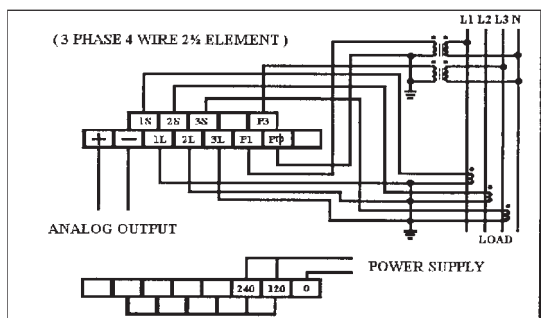 L1 L2 L3 N
( 3 PHASE 4 WIRE 2½ ELEMENT )
1S 2S 3S P3
+ − 1L 2L 3L P1 P0
ANALOG OUTPUT
LOAD
POWER SUPPLY
240 120 0